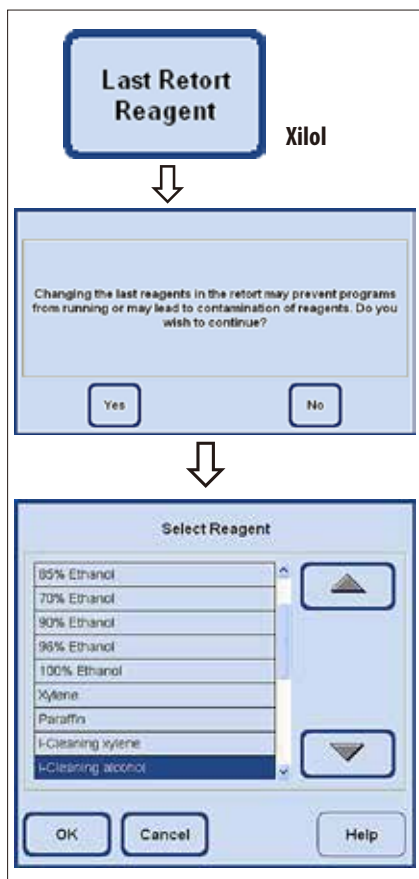 Last Retort
Reagent
Xilol
Changing the last reagents in the retort may prevent programs
from running or may lead to contamination of reagents. Do you
wish to continue?
Yes
No
Select Reagent
85% Ethanol
70% Ethanol
90% Ethanol
96% Ethanol
100% Ethanol
Xylene
Paraffin
I-Cleaning xylene
I-Cleaning alcohol
OK
Cancel
Help